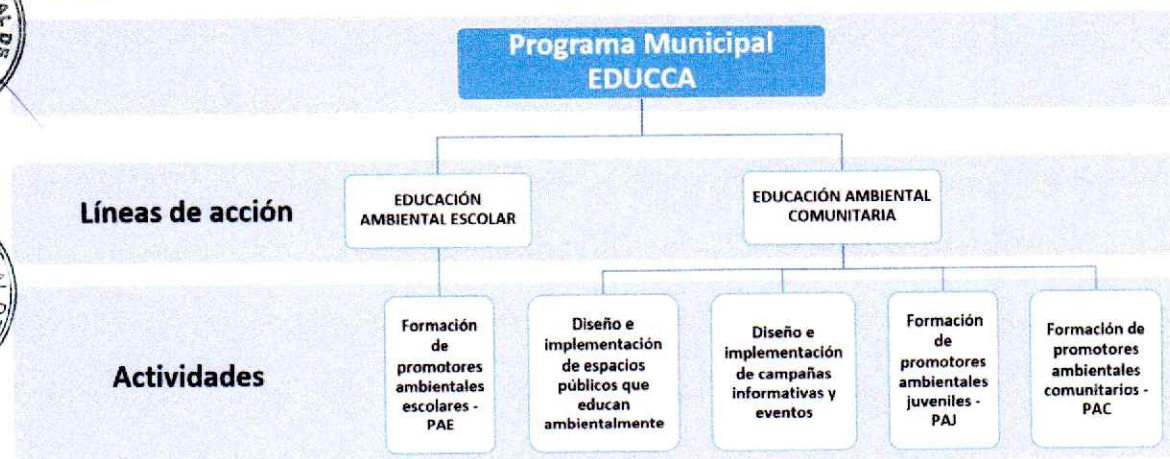 Programa Municipal
EDUCCA
Líneas de acción
EDUCACIÓN
AMBIENTAL ESCOLAR
EDUCACIÓN AMBIENTAL
COMUNITARIA
Actividades
Formación
de
promotores
ambientales
escolares -
PAE
Diseño e
implementación
de espacios
públicos que
educan
ambientalmente
Diseño e
implementación
de campañas
informativas y
eventos
Formación
de
promotores
ambientales
juveniles -
PAJ
Formación de
promotores
ambientales
comunitarios -
PAC